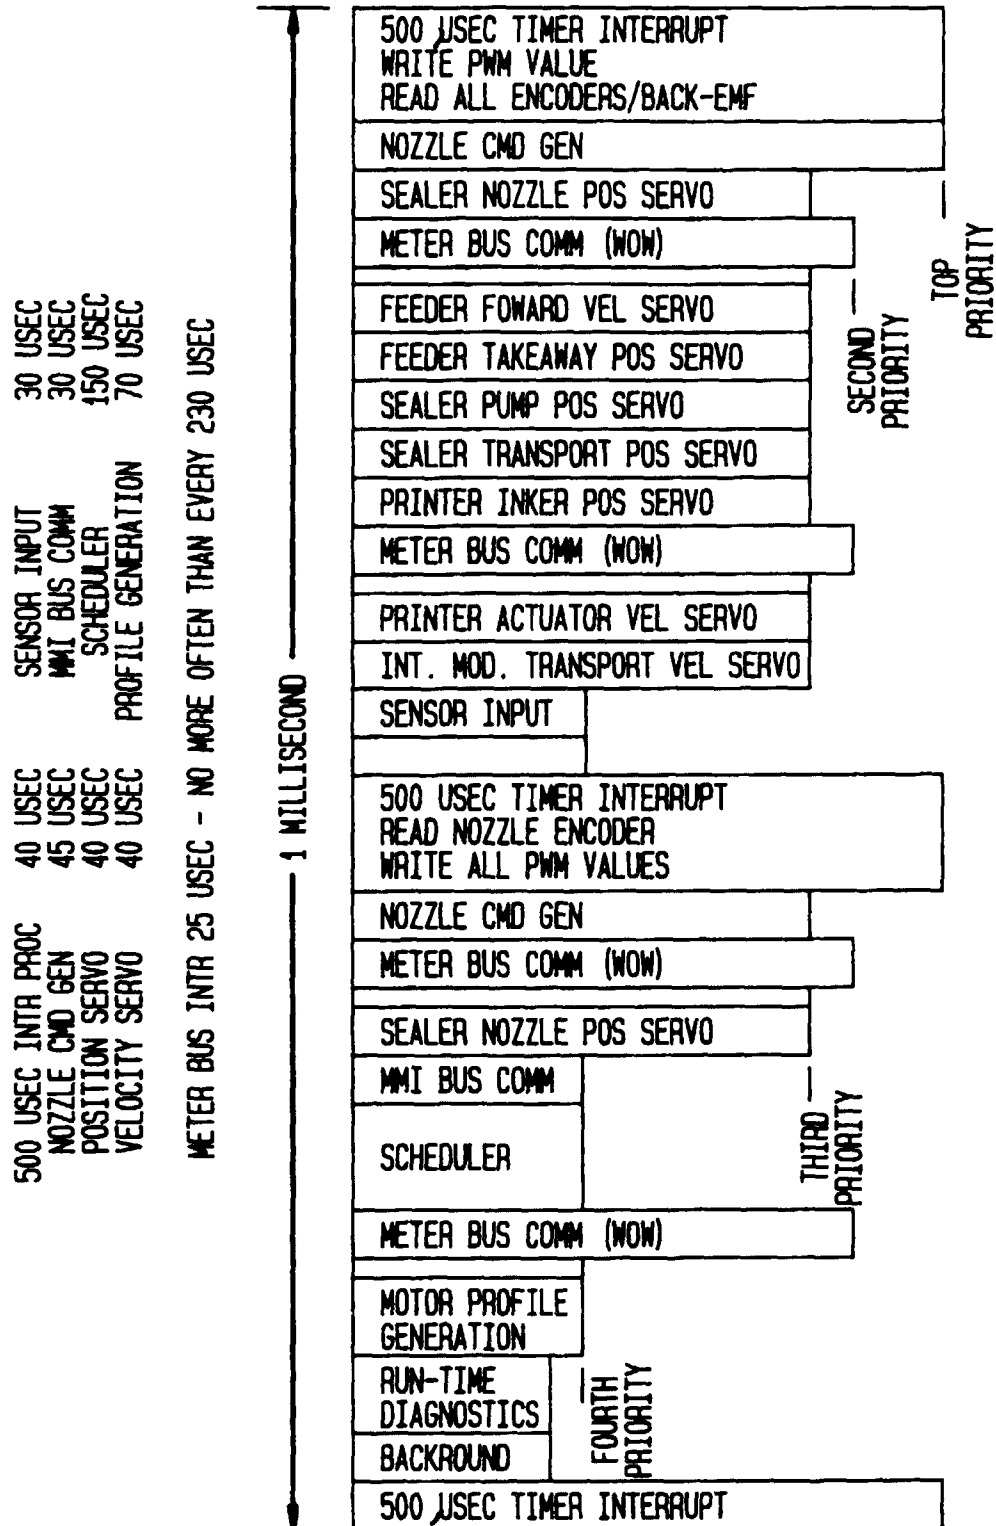 500 USEC TIMER INTERRUPT
WRITE PWM VALUE
READ ALL ENCODERS/BACK-EMF
NOZZLE CMD GEN
SEALER NOZZLE POS SERVO
METER BUS COMM (WOW)
FEEDER FOWARD VEL SERVO
FEEDER TAKEAWAY POS SERVO
SEALER PUMP POS SERVO
SEALER TRANSPORT POS SERVO
PRINTER INKER POS SERVO
METER BUS COMM (WOW)
PRINTER ACTUATOR VEL SERVO
INT. MOD. TRANSPORT VEL SERVO
SENSOR INPUT
500 USEC TIMER INTERRUPT
READ NOZZLE ENCODER
WRITE ALL PWM VALUES
NOZZLE CMD GEN
METER BUS COMM (WOW)
SEALER NOZZLE POS SERVO
MMI BUS COMM
SCHEDULER
METER BUS COMM (WOW)
MOTOR PROFILE
GENERATION
RUN-TIME
DIAGNOSTICS
BACKROUND
500 USEC TIMER INTERRUPT
TOP
PRIORITY
SECOND
PRIORITY
THIRD
PRIORITY
FOURTH
PRIORITY
1 MILLISECOND
500 USEC INTR PROC 40 USEC SENSOR INPUT 30 USEC
NOZZLE CMD GEN 45 USEC MMI BUS COMM 30 USEC
POSITION SERVO 40 USEC SCHEDULER 150 USEC
VELOCITY SERVO 40 USEC PROFILE GENERATION 70 USEC
METER BUS INTR 25 USEC - NO MORE OFTEN THAN EVERY 230 USEC